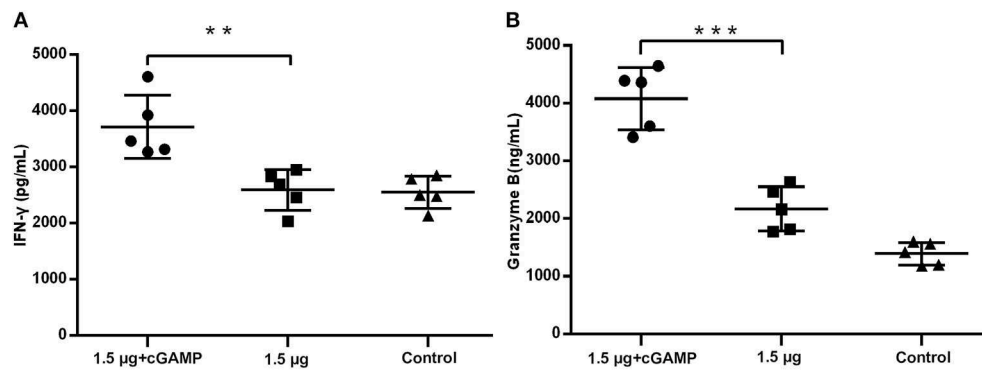 A
* *
IFN-γ (pg/mL)
5000
4000
3000
2000
1000
0
1.5 μg+cGAMP
1.5 μg
Control
B
* * *
Granzyme B(ng/mL)
5000
4000
3000
2000
1000
0
1.5 μg+cGAMP
1.5 μg
Control